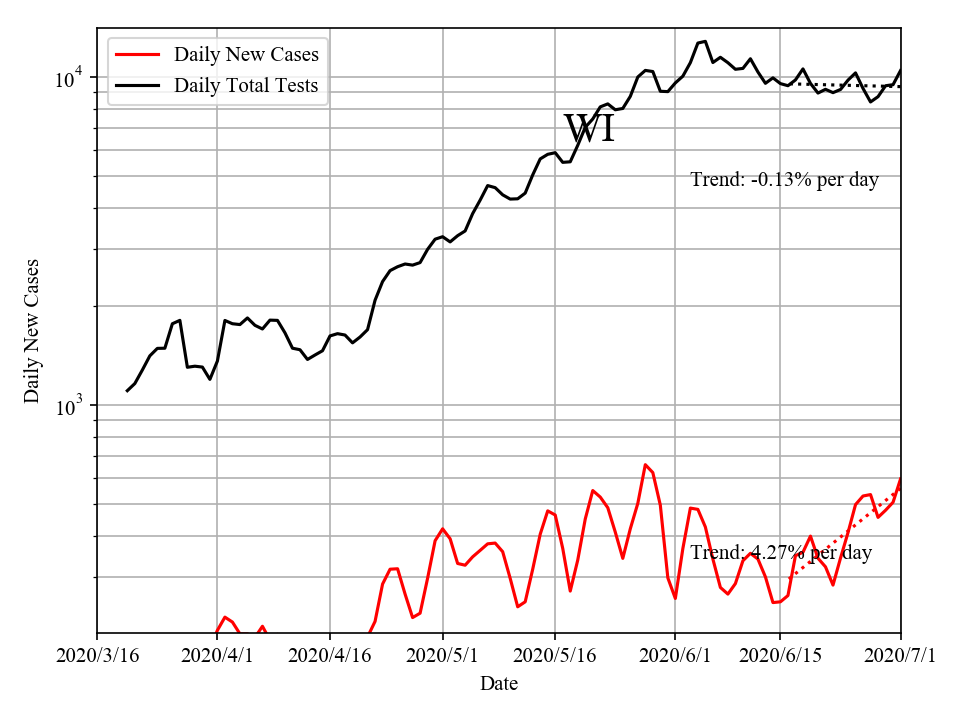 Daily New Cases
Daily Total Tests
10^4
WI
Trend: -0.13% per day
Daily New Cases
10^3
Trend: 4.27% per day
2020/3/16 2020/4/1 2020/4/16 2020/5/1 2020/5/16 2020/6/1 2020/6/15 2020/7/1
Date